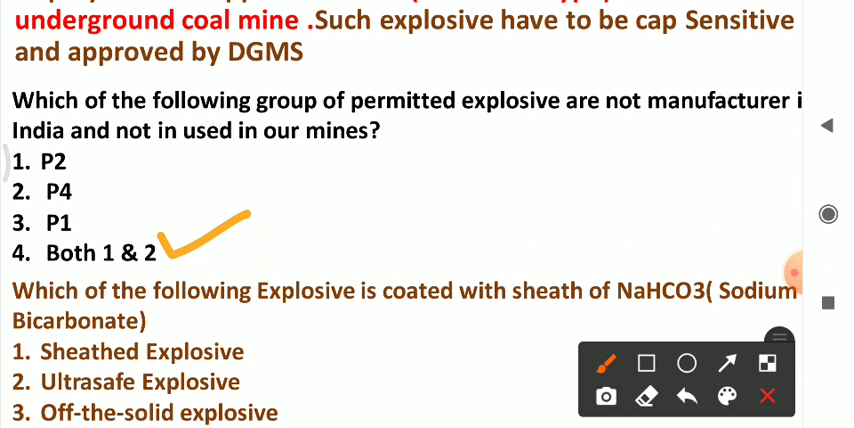 underground coal mine .Such explosive have to be cap Sensitive
and approved by DGMS
Which of the following group of permitted explosive are not manufacturer i
India and not in used in our mines?
1. P2
2. P4
3. P1
4. Both 1 & 2
Which of the following Explosive is coated with sheath of NaHCO3( Sodium
Bicarbonate)
1. Sheathed Explosive
2. Ultrasafe Explosive
3. Off-the-solid explosive